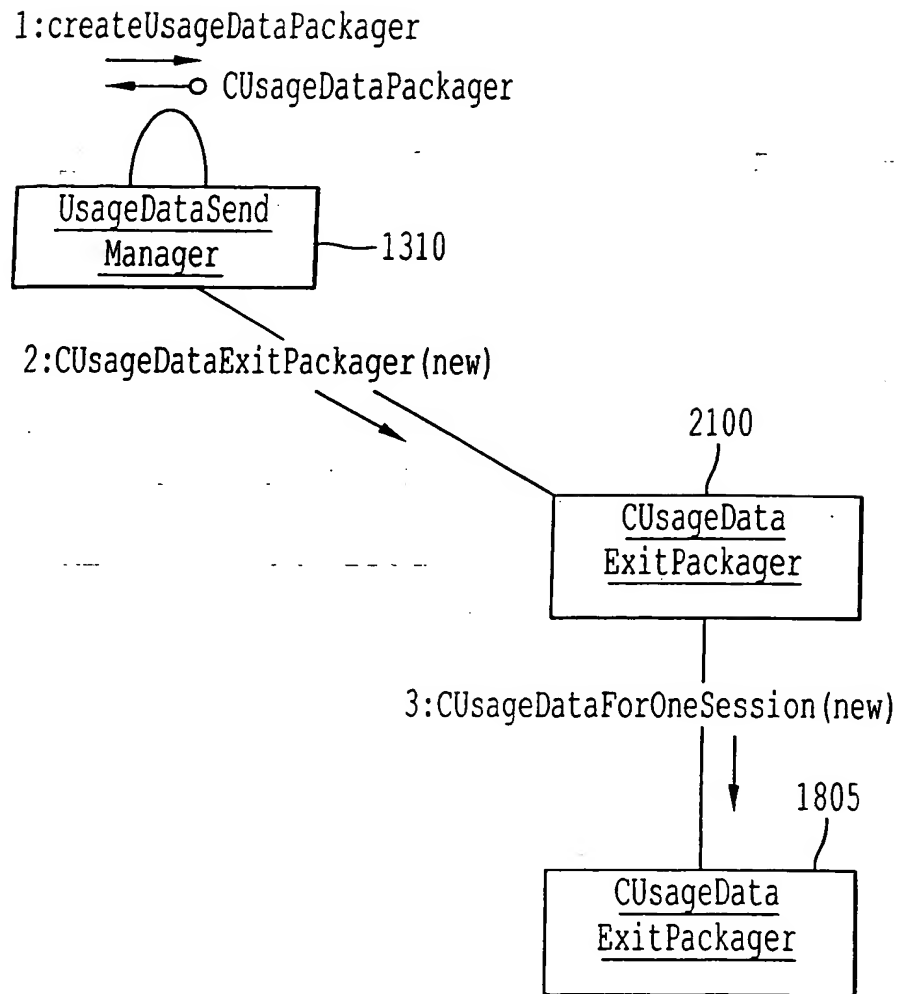 1:createUsageDataPackager
CUsageDataPackager
UsageDataSend
Manager
1310
2:CUsageDataExitPackager(new)
2100
CUsageData
ExitPackager
3:CUsageDataForOneSession(new)
1805
CUsageData
ExitPackager